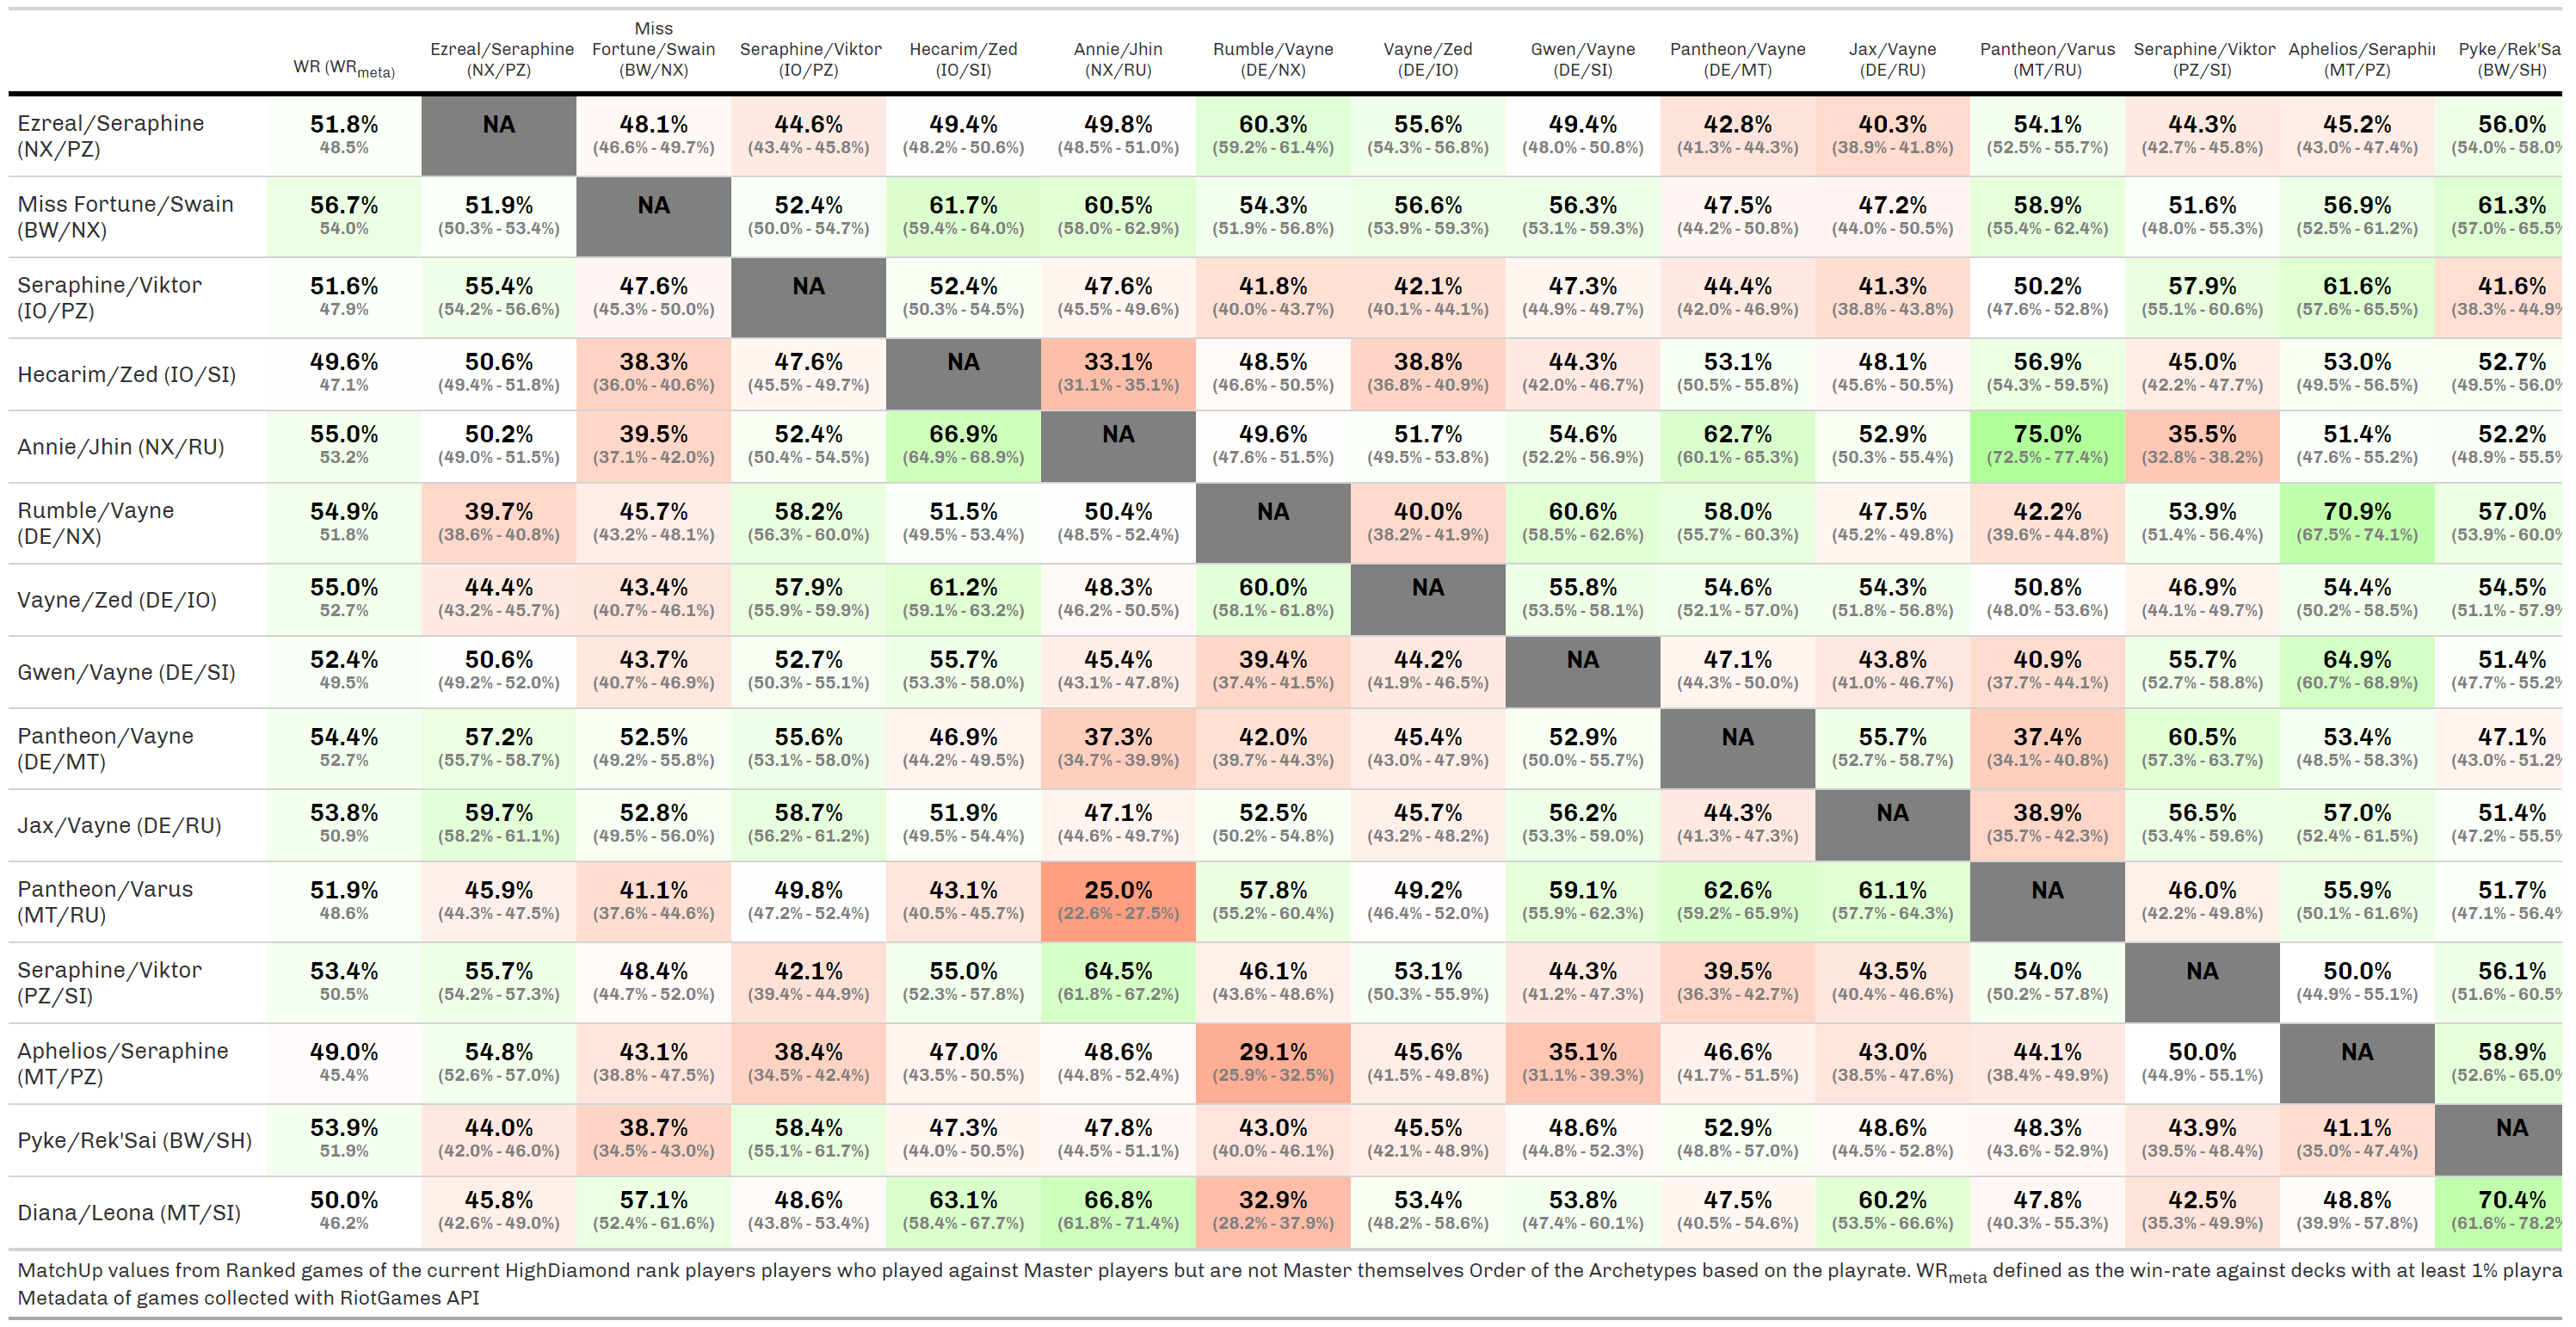 WR (WRmeta) Ezreal/Seraphine (NX/PZ) Miss Fortune/Swain (BW/NX) Seraphine/Viktor (IO/PZ) Hecarim/Zed (IO/SI) Annie/Jhin (NX/RU) Rumble/Vayne (DE/NX) Vayne/Zed (DE/IO) Gwen/Vayne (DE/SI) Pantheon/Vayne (DE/MT) Jax/Vayne (DE/RU) Pantheon/Varus (MT/RU) Seraphine/Viktor (PZ/SI) Aphelios/Seraphi (MT/PZ) Pyke/Rek'Sa (BW/SH)
Ezreal/Seraphine 51.8% NA 48.1% 44.6% 49.4% 49.8% 60.3% 55.6% 49.4% 42.8% 40.3% 54.1% 44.3% 45.2% 56.0%
(NX/PZ) 48.5% (46.6% - 49.7%) (43.4% - 45.8%) (48.2% - 50.6%) (48.5% - 51.0%) (59.2% - 61.4%) (54.3% - 56.8%) (48.0% - 50.8%) (41.3% - 44.3%) (38.9% - 41.8%) (52.5% - 55.7%) (42.7% - 45.8%) (43.0% - 47.4%) (54.0% - 58.0%
Miss Fortune/Swain 56.7% 51.9% NA 52.4% 61.7% 60.5% 54.3% 56.6% 56.3% 47.5% 47.2% 58.9% 51.6% 56.9% 61.3%
(BW/NX) 54.0% (50.3% - 53.4%) (50.0% - 54.7%) (59.4% - 64.0%) (58.0% - 62.9%) (51.9% - 56.8%) (53.9% - 59.3%) (53.1% - 59.3%) (44.2% - 50.8%) (44.0% - 50.5%) (55.4% - 62.4%) (48.0% - 55.3%) (52.5% - 61.2%) (57.0% - 65.5%
Seraphine/Viktor 51.6% 55.4% 47.6% NA 52.4% 47.6% 41.8% 42.1% 47.3% 44.4% 41.3% 50.2% 57.9% 61.6% 41.6%
(IO/PZ) 47.9% (54.2% - 56.6%) (45.3% - 50.0%) (50.3% - 54.5%) (45.5% - 49.6%) (40.0% - 43.7%) (40.1% - 44.1%) (44.9% - 49.7%) (42.0% - 46.9%) (38.8% - 43.8%) (47.6% - 52.8%) (55.1% - 60.6%) (57.6% - 65.5%) (38.3% - 44.9%
Hecarim/Zed (IO/SI) 49.6% 50.6% 38.3% 47.6% NA 33.1% 48.5% 38.8% 44.3% 53.1% 48.1% 56.9% 45.0% 53.0% 52.7%
47.1% (49.4% - 51.8%) (36.0% - 40.6%) (45.5% - 49.7%) (31.1% - 35.1%) (46.6% - 50.5%) (36.8% - 40.9%) (42.0% - 46.7%) (50.5% - 55.8%) (45.6% - 50.5%) (54.3% - 59.5%) (42.2% - 47.7%) (49.5% - 56.5%) (49.5% - 56.0%
Annie/Jhin (NX/RU) 55.0% 50.2% 39.5% 52.4% 66.9% NA 49.6% 51.7% 54.6% 62.7% 52.9% 75.0% 35.5% 51.4% 52.2%
53.2% (49.0% - 51.5%) (37.1% - 42.0%) (50.4% - 54.5%) (64.9% - 68.9%) (47.6% - 51.5%) (49.5% - 53.8%) (52.2% - 56.9%) (60.1% - 65.3%) (50.3% - 55.4%) (72.5% - 77.4%) (32.8% - 38.2%) (47.6% - 55.2%) (48.9% - 55.5%
Rumble/Vayne 54.9% 39.7% 45.7% 58.2% 51.5% 50.4% NA 40.0% 60.6% 58.0% 47.5% 42.2% 53.9% 70.9% 57.0%
(DE/NX) 51.8% (38.6% - 40.8%) (43.2% - 48.1%) (56.3% - 60.0%) (49.5% - 53.4%) (48.5% - 52.4%) (38.2% - 41.9%) (58.5% - 62.6%) (55.7% - 60.3%) (45.2% - 49.8%) (39.6% - 44.8%) (51.4% - 56.4%) (67.5% - 74.1%) (53.9% - 60.0%
Vayne/Zed (DE/IO) 55.0% 44.4% 43.4% 57.9% 61.2% 48.3% 60.0% NA 55.8% 54.6% 54.3% 50.8% 46.9% 54.4% 54.5%
52.7% (43.2% - 45.7%) (40.7% - 46.1%) (55.9% - 59.9%) (59.1% - 63.2%) (46.2% - 50.5%) (58.1% - 61.8%) (53.5% - 58.1%) (52.1% - 57.0%) (51.8% - 56.8%) (48.0% - 53.6%) (44.1% - 49.7%) (50.2% - 58.5%) (51.1% - 57.9%
Gwen/Vayne (DE/SI) 52.4% 50.6% 43.7% 52.7% 55.7% 45.4% 39.4% 44.2% NA 47.1% 43.8% 40.9% 55.7% 64.9% 51.4%
49.5% (49.2% - 52.0%) (40.7% - 46.9%) (50.3% - 55.1%) (53.3% - 58.0%) (43.1% - 47.8%) (37.4% - 41.5%) (41.9% - 46.5%) (44.3% - 50.0%) (41.0% - 46.7%) (37.7% - 44.1%) (52.7% - 58.8%) (60.7% - 68.9%) (47.7% - 55.2%
Pantheon/Vayne 54.4% 57.2% 52.5% 55.6% 46.9% 37.3% 42.0% 45.4% 52.9% NA 55.7% 37.4% 60.5% 53.4% 47.1%
(DE/MT) 52.7% (55.7% - 58.7%) (49.2% - 55.8%) (53.1% - 58.0%) (44.2% - 49.5%) (34.7% - 39.9%) (39.7% - 44.3%) (43.0% - 47.9%) (50.0% - 55.7%) (52.7% - 58.7%) (34.1% - 40.8%) (57.3% - 63.7%) (48.5% - 58.3%) (43.0% - 51.2%
Jax/Vayne (DE/RU) 53.8% 59.7% 52.8% 58.7% 51.9% 47.1% 52.5% 45.7% 56.2% 44.3% NA 38.9% 56.5% 57.0% 51.4%
50.9% (58.2% - 61.1%) (49.5% - 56.0%) (56.2% - 61.2%) (49.5% - 54.4%) (44.6% - 49.7%) (50.2% - 54.8%) (43.2% - 48.2%) (53.3% - 59.0%) (41.3% - 47.3%) (35.7% - 42.3%) (53.4% - 59.6%) (52.4% - 61.5%) (47.2% - 55.5%
Pantheon/Varus 51.9% 45.9% 41.1% 49.8% 43.1% 25.0% 57.8% 49.2% 59.1% 62.6% 61.1% NA 46.0% 55.9% 51.7%
(MT/RU) 48.6% (44.3% - 47.5%) (37.6% - 44.6%) (47.2% - 52.4%) (40.5% - 45.7%) (22.6% - 27.5%) (55.2% - 60.4%) (46.4% - 52.0%) (55.9% - 62.3%) (59.2% - 65.9%) (57.7% - 64.3%) (42.2% - 49.8%) (50.1% - 61.6%) (47.1% - 56.4%
Seraphine/Viktor 53.4% 55.7% 48.4% 42.1% 55.0% 64.5% 46.1% 53.1% 44.3% 39.5% 43.5% 54.0% NA 50.0% 56.1%
(PZ/SI) 50.5% (54.2% - 57.3%) (44.7% - 52.0%) (39.4% - 44.9%) (52.3% - 57.8%) (61.8% - 67.2%) (43.6% - 48.6%) (50.3% - 55.9%) (41.2% - 47.3%) (36.3% - 42.7%) (40.4% - 46.6%) (50.2% - 57.8%) (44.9% - 55.1%) (51.6% - 60.5%
Aphelios/Seraphine 49.0% 54.8% 43.1% 38.4% 47.0% 48.6% 29.1% 45.6% 35.1% 46.6% 43.0% 44.1% 50.0% NA 58.9%
(MT/PZ) 45.4% (52.6% - 57.0%) (38.8% - 47.5%) (34.5% - 42.4%) (43.5% - 50.5%) (44.8% - 52.4%) (25.9% - 32.5%) (41.5% - 49.8%) (31.1% - 39.3%) (41.7% - 51.5%) (38.5% - 47.6%) (38.4% - 49.9%) (44.9% - 55.1%) (52.6% - 65.0%
Pyke/Rek'Sai (BW/SH) 53.9% 44.0% 38.7% 58.4% 47.3% 47.8% 43.0% 45.5% 48.6% 52.9% 48.6% 48.3% 43.9% 41.1% NA
51.9% (42.0% - 46.0%) (34.5% - 43.0%) (55.1% - 61.7%) (44.0% - 50.5%) (44.5% - 51.1%) (40.0% - 46.1%) (42.1% - 48.9%) (44.8% - 52.3%) (48.8% - 57.0%) (44.5% - 52.8%) (43.6% - 52.9%) (39.5% - 48.4%) (35.0% - 47.4%)
Diana/Leona (MT/SI) 50.0% 45.8% 57.1% 48.6% 63.1% 66.8% 32.9% 53.4% 53.8% 47.5% 60.2% 47.8% 42.5% 48.8% 70.4%
46.2% (42.6% - 49.0%) (52.4% - 61.6%) (43.8% - 53.4%) (58.4% - 67.7%) (61.8% - 71.4%) (28.2% - 37.9%) (48.2% - 58.6%) (47.4% - 60.1%) (40.5% - 54.6%) (53.5% - 66.6%) (40.3% - 55.3%) (35.3% - 49.9%) (39.9% - 57.8%) (61.6% - 78.2%
MatchUp values from Ranked games of the current HighDiamond rank players players who played against Master players but are not Master themselves Order of the Archetypes based on the playrate. WRmeta defined as the win-rate against decks with at least 1% playra
Metadata of games collected with RiotGames API